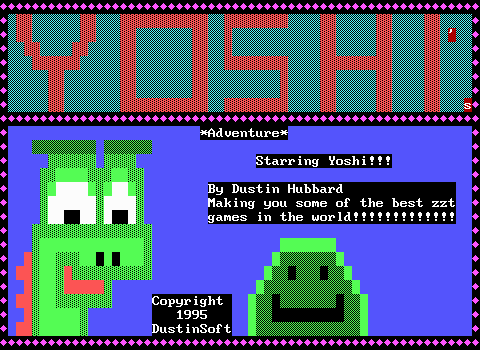 YOSHI's
*Adventure*
Starring Yoshi!!!
By Dustin Hubbard
Making you some of the best zzt
games in the world!!!!!!!!!!!!!
Copyright
1995
DustinSoft